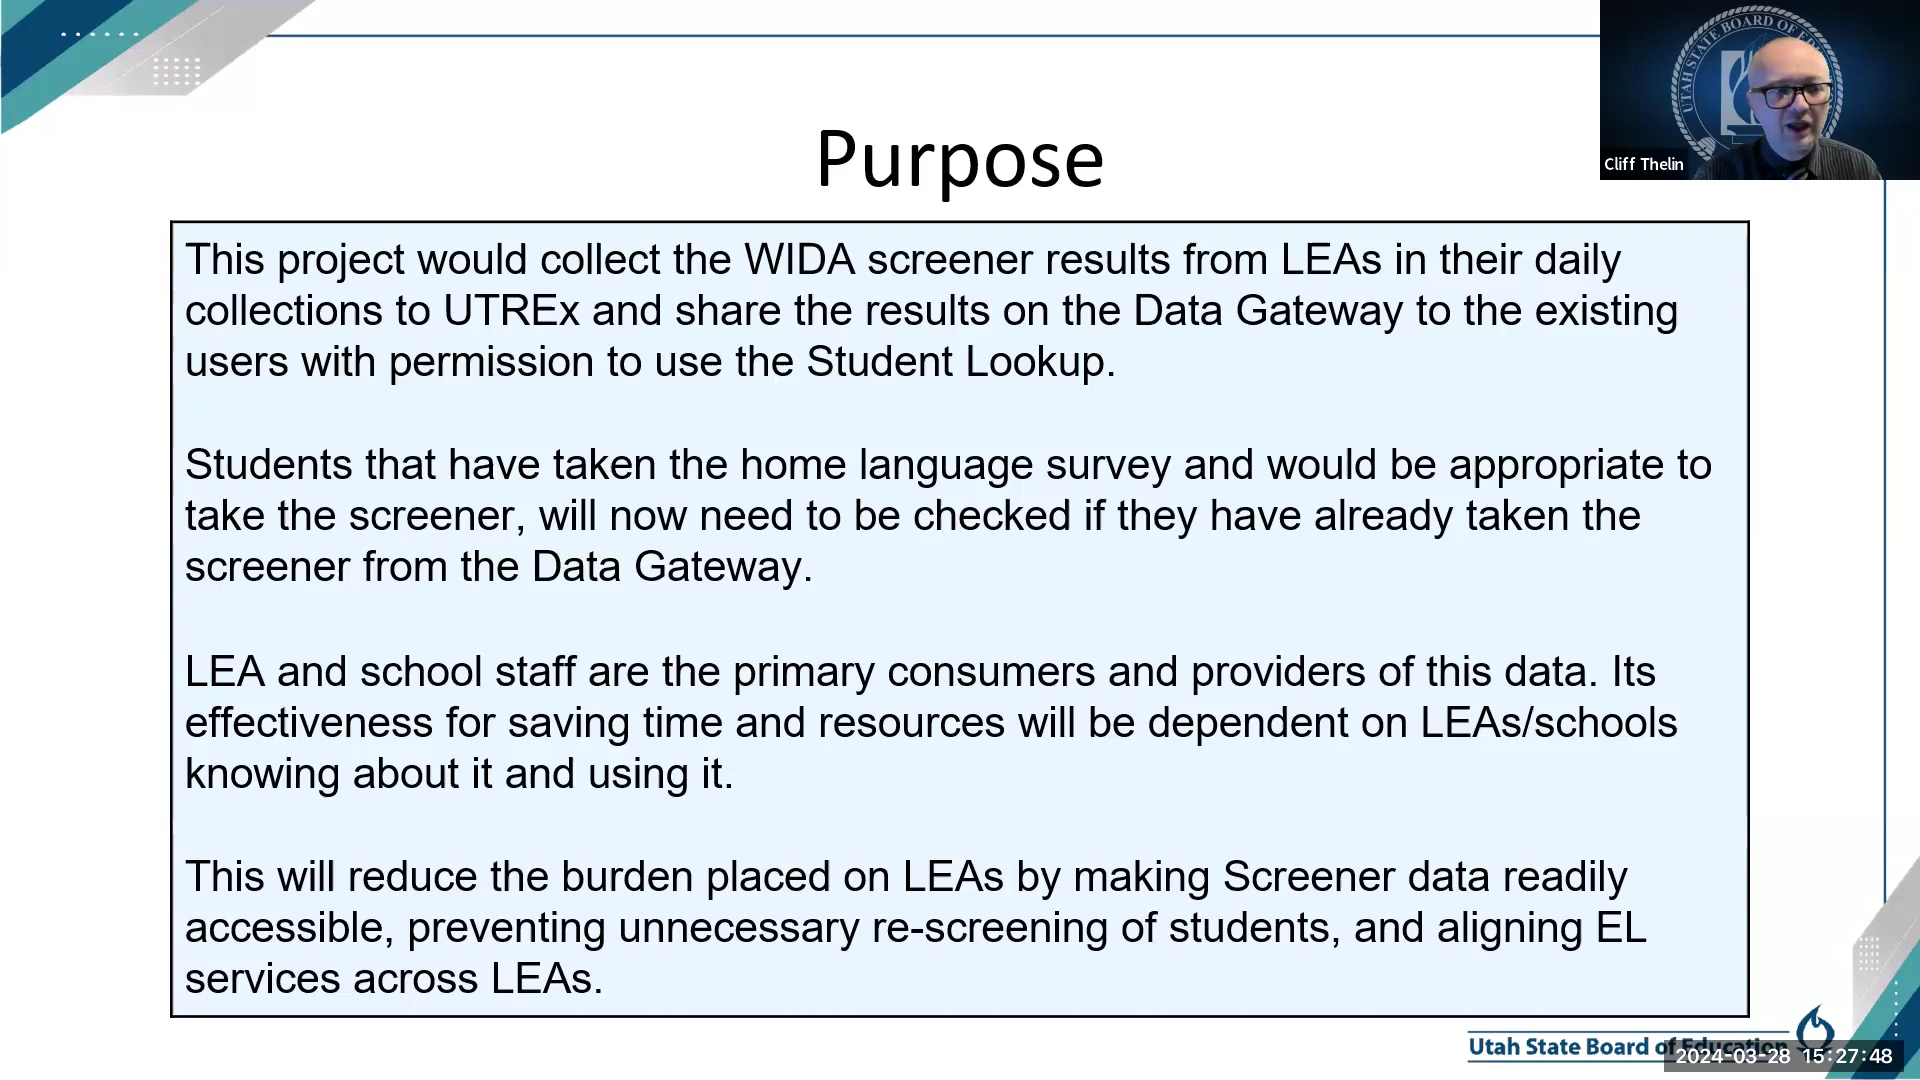 UTAH STATE BOARD OF
Cliff Thelin
Purpose
This project would collect the WIDA screener results from LEAs in their daily
collections to UTREx and share the results on the Data Gateway to the existing
users with permission to use the Student Lookup.
Students that have taken the home language survey and would be appropriate to
take the screener, will now need to be checked if they have already taken the
screener from the Data Gateway.
LEA and school staff are the primary consumers and providers of this data. Its
effectiveness for saving time and resources will be dependent on LEAs/schools
knowing about it and using it.
This will reduce the burden placed on LEAs by making Screener data readily
accessible, preventing unnecessary re-screening of students, and aligning EL
services across LEAs.
Utah State Board of Education
2024-03-28 15:27:48